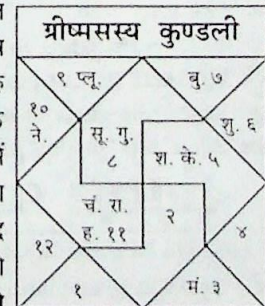 ग्रीष्मसस्य कुण्डली
९ प्लू.
बु. ७
१०
ने.
सू. गु.
८
शु. ६
श. के. ५
चं. रा.
ह. ११
२
१२
४
१
मं. ३